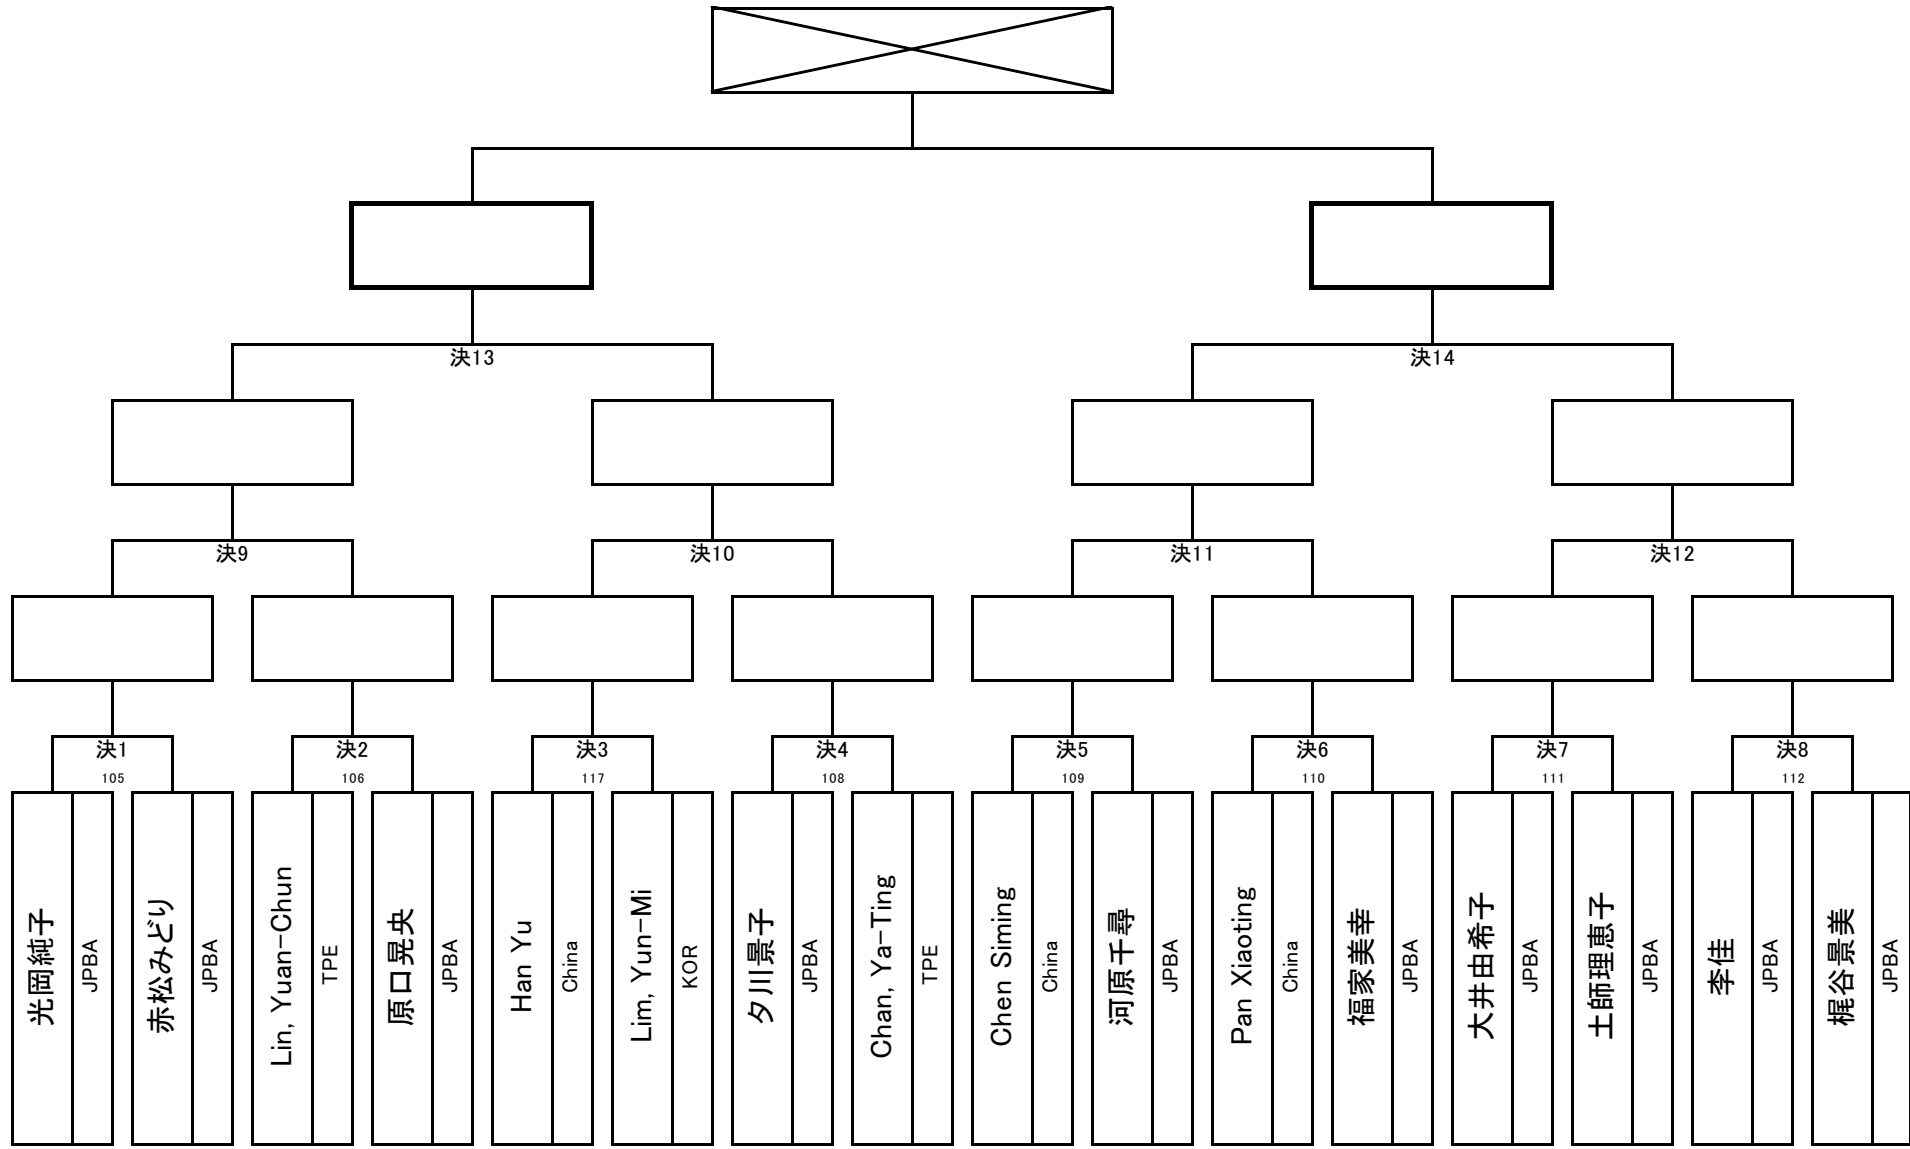 決13
決14
決9
決10
決11
決12
決1
決2
決3
決4
決5
決6
決7
決8
105
106
117
108
109
110
111
112
光岡純子
JPBA
赤松みどり
JPBA
Lin, Yuan-Chun
TPE
原口晃央
JPBA
Han Yu
China
Lim, Yun-Mi
KOR
夕川景子
JPBA
Chan, Ya-Ting
TPE
Chen Siming
China
河原千尋
JPBA
Pan Xiaoting
China
福家美幸
JPBA
大井由希子
JPBA
土師理恵子
JPBA
李佳
JPBA
梶谷景美
JPBA